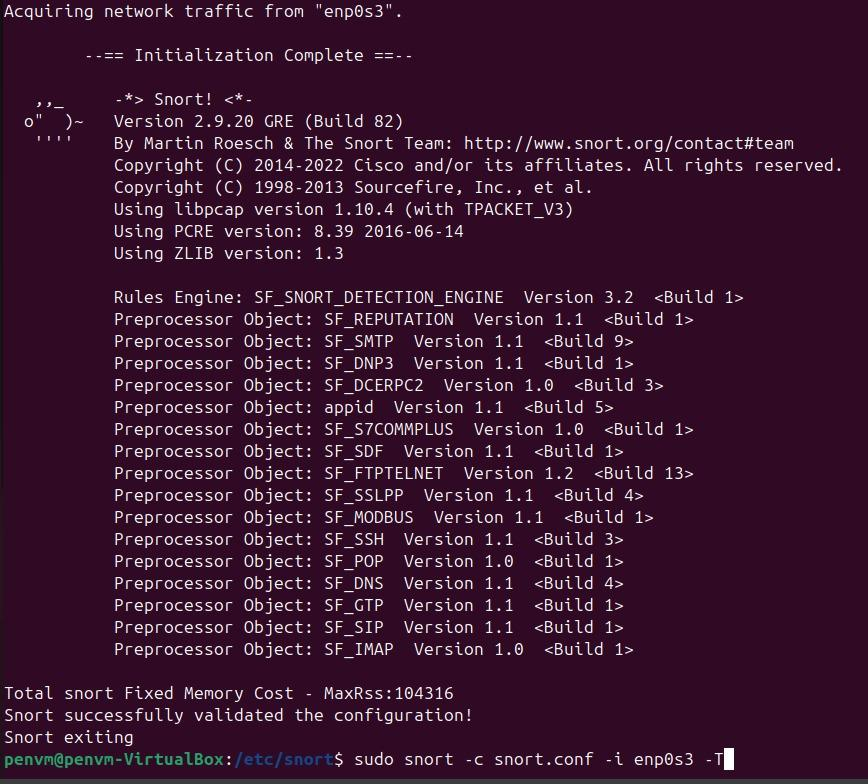 Acquiring network traffic from "enp0s3".

        --== Initialization Complete ==--

   ,,_     -*> Snort! <*-
  o"  )~   Version 2.9.20 GRE (Build 82)
   ''''    By Martin Roesch & The Snort Team: http://www.snort.org/contact#team
           Copyright (C) 2014-2022 Cisco and/or its affiliates. All rights reserved.
           Copyright (C) 1998-2013 Sourcefire, Inc., et al.
           Using libpcap version 1.10.4 (with TPACKET_V3)
           Using PCRE version: 8.39 2016-06-14
           Using ZLIB version: 1.3

           Rules Engine: SF_SNORT_DETECTION_ENGINE  Version 3.2  <Build 1>
           Preprocessor Object: SF_REPUTATION  Version 1.1  <Build 1>
           Preprocessor Object: SF_SMTP  Version 1.1  <Build 9>
           Preprocessor Object: SF_DNP3  Version 1.1  <Build 1>
           Preprocessor Object: SF_DCERPC2  Version 1.0  <Build 3>
           Preprocessor Object: appid  Version 1.1  <Build 5>
           Preprocessor Object: SF_S7COMMPLUS  Version 1.0  <Build 1>
           Preprocessor Object: SF_SDF  Version 1.1  <Build 1>
           Preprocessor Object: SF_FTPTELNET  Version 1.2  <Build 13>
           Preprocessor Object: SF_SSLPP  Version 1.1  <Build 4>
           Preprocessor Object: SF_MODBUS  Version 1.1  <Build 1>
           Preprocessor Object: SF_SSH  Version 1.1  <Build 3>
           Preprocessor Object: SF_POP  Version 1.0  <Build 1>
           Preprocessor Object: SF_DNS  Version 1.1  <Build 4>
           Preprocessor Object: SF_GTP  Version 1.1  <Build 1>
           Preprocessor Object: SF_SIP  Version 1.1  <Build 1>
           Preprocessor Object: SF_IMAP  Version 1.0  <Build 1>

Total snort Fixed Memory Cost - MaxRss:104316
Snort successfully validated the configuration!
Snort exiting
penvm@penvm-VirtualBox:/etc/snort$ sudo snort -c snort.conf -i enp0s3 -T